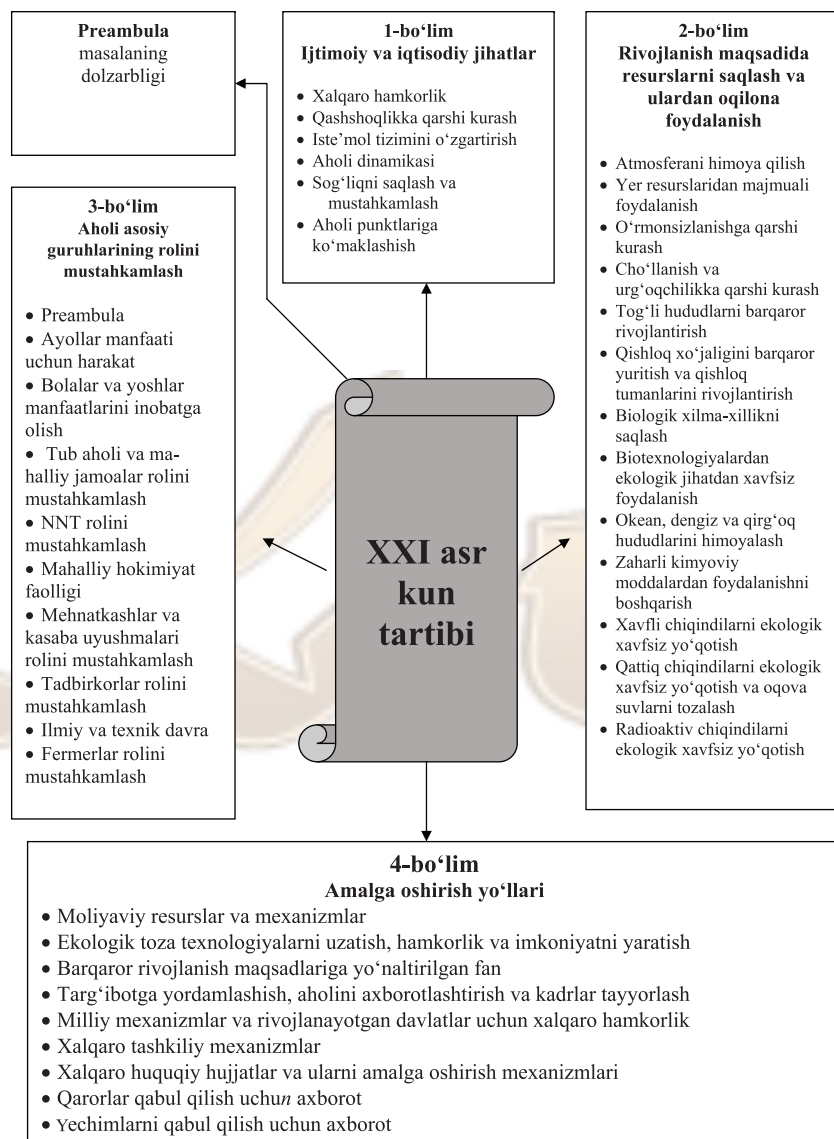 Preambula
masalaning
dolzarbligi
1-bo‘lim
Ijtimoiy va iqtisodiy jihatlar
• Xalqaro hamkorlik
• Qashshoqlikka qarshi kurash
• Iste’mol tizimini o‘zgartirish
• Aholi dinamikasi
• Sog‘liqni saqlash va
mustahkamlash
• Aholi punktlariga
ko‘maklashish
2-bo‘lim
Rivojlanish maqsadida
resurslarni saqlash va
ulardan oqilona
foydalanish
• Atmosferani himoya qilish
• Yer resurslaridan majmuali
foydalanish
• O‘rmonsizlanishga qarshi
kurash
• Cho‘llanish va
urg‘oqchilikka qarshi kurash
• Tog‘li hududlarni barqaror
rivojlantirish
• Qishloq xo‘jaligini barqaror
yuritish va qishloq
tumanlarini rivojlantirish
• Biologik xilma-xillikni
saqlash
• Biotexnologiyalardan
ekologik jihatdan xavfsiz
foydalanish
• Okean, dengiz va qirg‘oq
hududlarini himoyalash
• Zaharli kimyoviy
moddalardan foydalanishni
boshqarish
• Xavfli chiqindilarni ekologik
xavfsiz yo‘qotish
• Qattiq chiqindilarni ekologik
xavfsiz yo‘qotish va oqova
suvlarni tozalash
• Radioaktiv chiqindilarni
ekologik xavfsiz yo‘qotish
3-bo‘lim
Aholi asosiy
guruhlarining rolini
mustahkamlash
• Preambula
• Ayollar manfaati
uchun harakat
• Bolalar va yoshlar
manfaatlarini inobatga
olish
• Tub aholi va ma-
halliy jamoalar rolini
mustahkamlash
• NNT rolini
mustahkamlash
• Mahalliy hokimiyat
faolligi
• Mehnatkashlar va
kasaba uyushmalari
rolini mustahkamlash
• Tadbirkorlar rolini
mustahkamlash
• Ilmiy va texnik davra
• Fermerlar rolini
mustahkamlash
XXI asr
kun
tartibi
4-bo‘lim
Amalga oshirish yo‘llari
• Moliyaviy resurslar va mexanizmlar
• Ekologik toza texnologiyalarni uzatish, hamkorlik va imkoniyatni yaratish
• Barqaror rivojlanish maqsadlariga yo‘naltirilgan fan
• Targ‘ibotga yordamlashish, aholini axborotlashtirish va kadrlar tayyorlash
• Milliy mexanizmlar va rivojlanayotgan davlatlar uchun xalqaro hamkorlik
• Xalqaro tashkiliy mexanizmlar
• Xalqaro huquqiy hujjatlar va ularni amalga oshirish mexanizmlari
• Qarorlar qabul qilish uchun axborot
• Yechimlarni qabul qilish uchun axborot